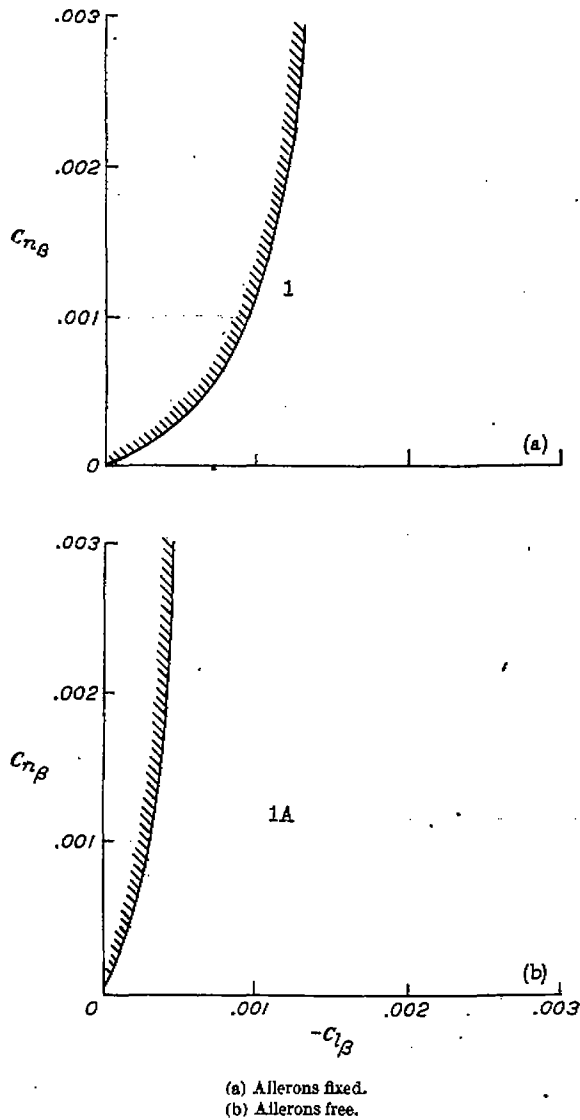 .003
.002
Cnβ
1
.001
(a)
0
.003
.002
Cnβ
1A
.001
(b)
0
.001
.002
.003
-Clβ
(a) Ailerons fixed.
(b) Ailerons free.